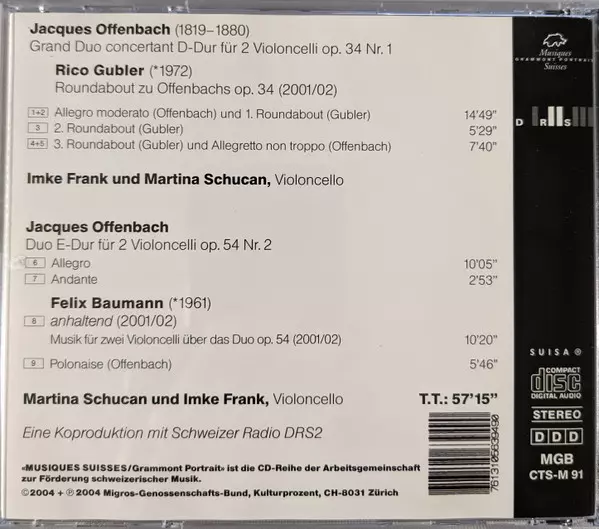 Jacques Offenbach (1819–1880)
Grand Duo concertant D-Dur für 2 Violoncelli op. 34 Nr. 1
Rico Gubler (*1972)
Roundabout zu Offenbachs op. 34 (2001/02)
1+2 Allegro moderato (Offenbach) und 1. Roundabout (Gubler) 14'49"
3 2. Roundabout (Gubler) 5'29"
4+5 3. Roundabout (Gubler) und Allegretto non troppo (Offenbach) 7'40"
Imke Frank und Martina Schucan, Violoncello
Jacques Offenbach
Duo E-Dur für 2 Violoncelli op. 54 Nr. 2
6 Allegro 10'05"
7 Andante 2'53"
Felix Baumann (*1961)
8 anhaltend (2001/02)
Musik für zwei Violoncelli über das Duo op. 54 (2001/02) 10'20"
9 Polonaise (Offenbach) 5'46"
Martina Schucan und Imke Frank, Violoncello T.T.: 57'15"
Eine Koproduktion mit Schweizer Radio DRS2
«MUSIQUES SUISSES/Grammont Portrait» ist die CD-Reihe der Arbeitsgemeinschaft
zur Förderung schweizerischer Musik.
©2004 + ℗ 2004 Migros-Genossenschafts-Bund, Kulturprozent, CH-8031 Zürich
7613105639490
Musiques
GRAMMONT PORTRAIT
Suisses
DRS
SUISA ®
COMPACT
disc
DIGITAL AUDIO
STEREO
DDD
MGB
CTS-M 91